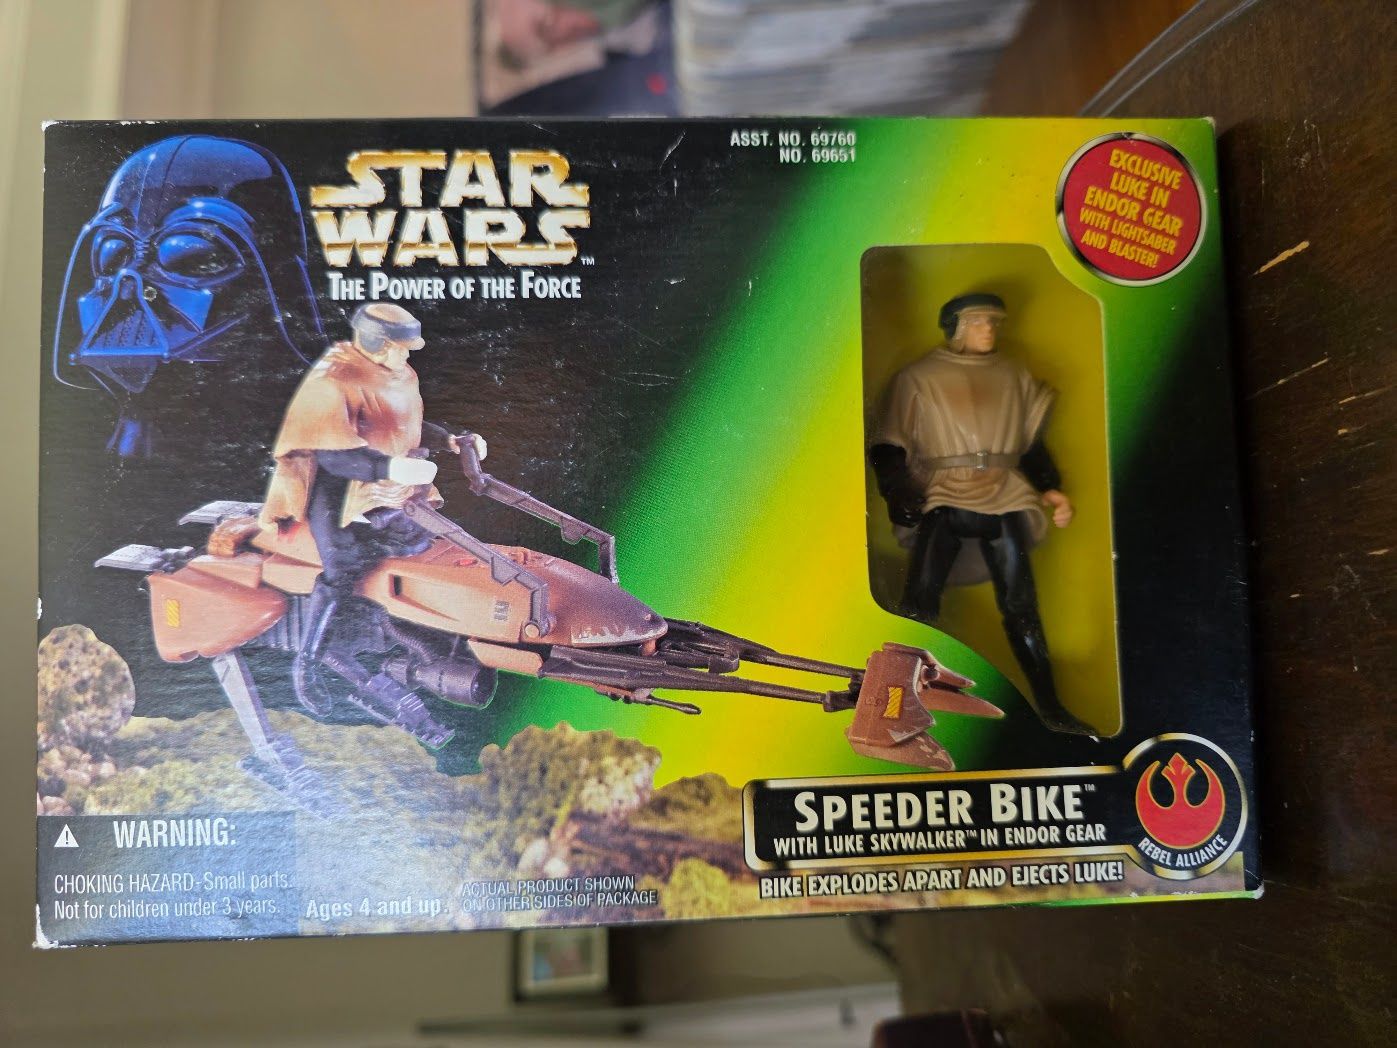 STAR
WARS™
THE POWER OF THE FORCE
ASST. NO. 69760
NO. 69651
EXCLUSIVE
LUKE IN
ENDOR GEAR
WITH LIGHTSABER
AND BLASTER!
SPEEDER BIKE™
WITH LUKE SKYWALKER™ IN ENDOR GEAR
REBEL ALLIANCE
BIKE EXPLODES APART AND EJECTS LUKE!
⚠ WARNING:
CHOKING HAZARD-Small parts.
Not for children under 3 years.
Ages 4 and up.
ACTUAL PRODUCT SHOWN
ON OTHER SIDES OF PACKAGE